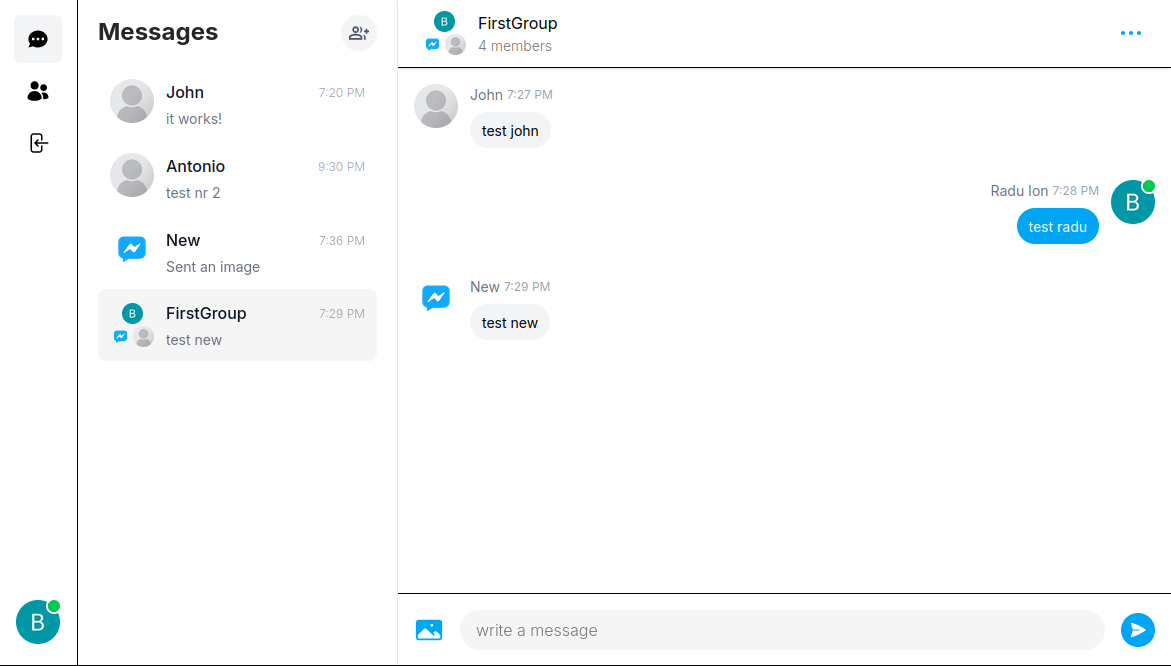 Messages
John 7:20 PM
it works!
Antonio 9:30 PM
test nr 2
New 7:36 PM
Sent an image
B
FirstGroup 7:29 PM
test new
B
B
FirstGroup
4 members
John 7:27 PM
test john
Radu Ion 7:28 PM
B
test radu
New 7:29 PM
test new
write a message